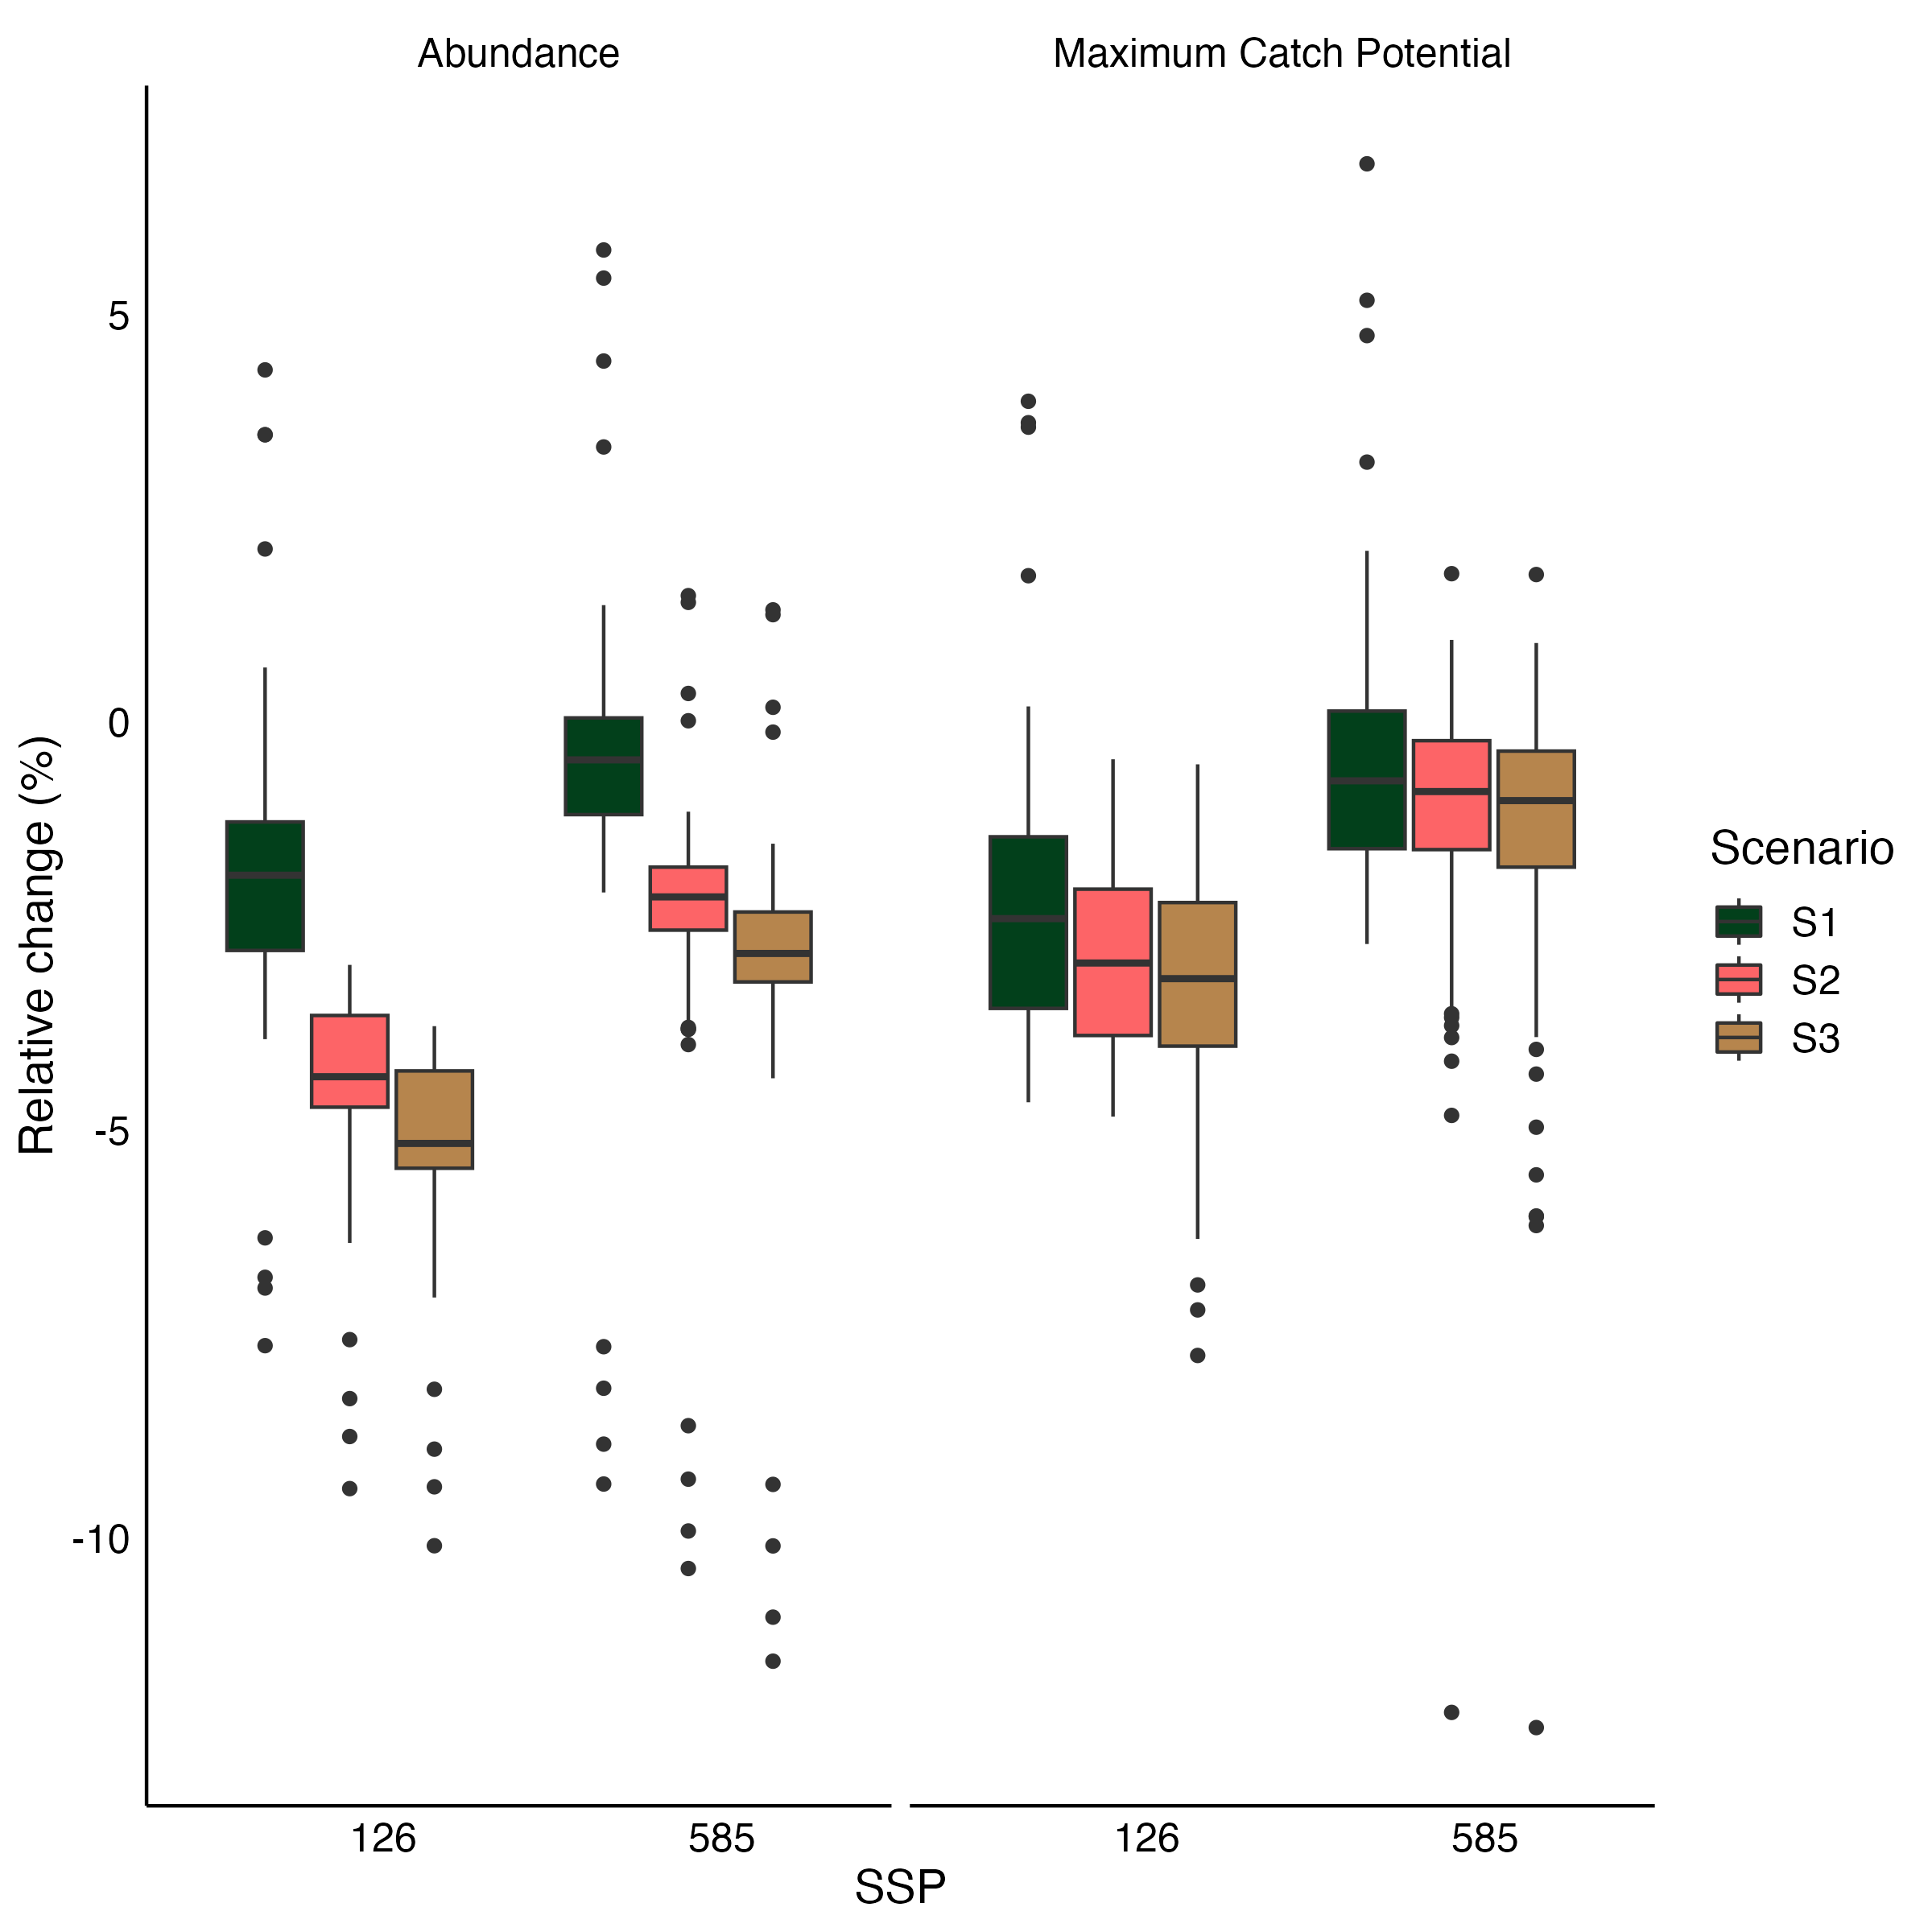 Abundance
Maximum Catch Potential
5
0
-5
-10
Relative change (%)
126
585
126
585
SSP
Scenario
S1
S2
S3